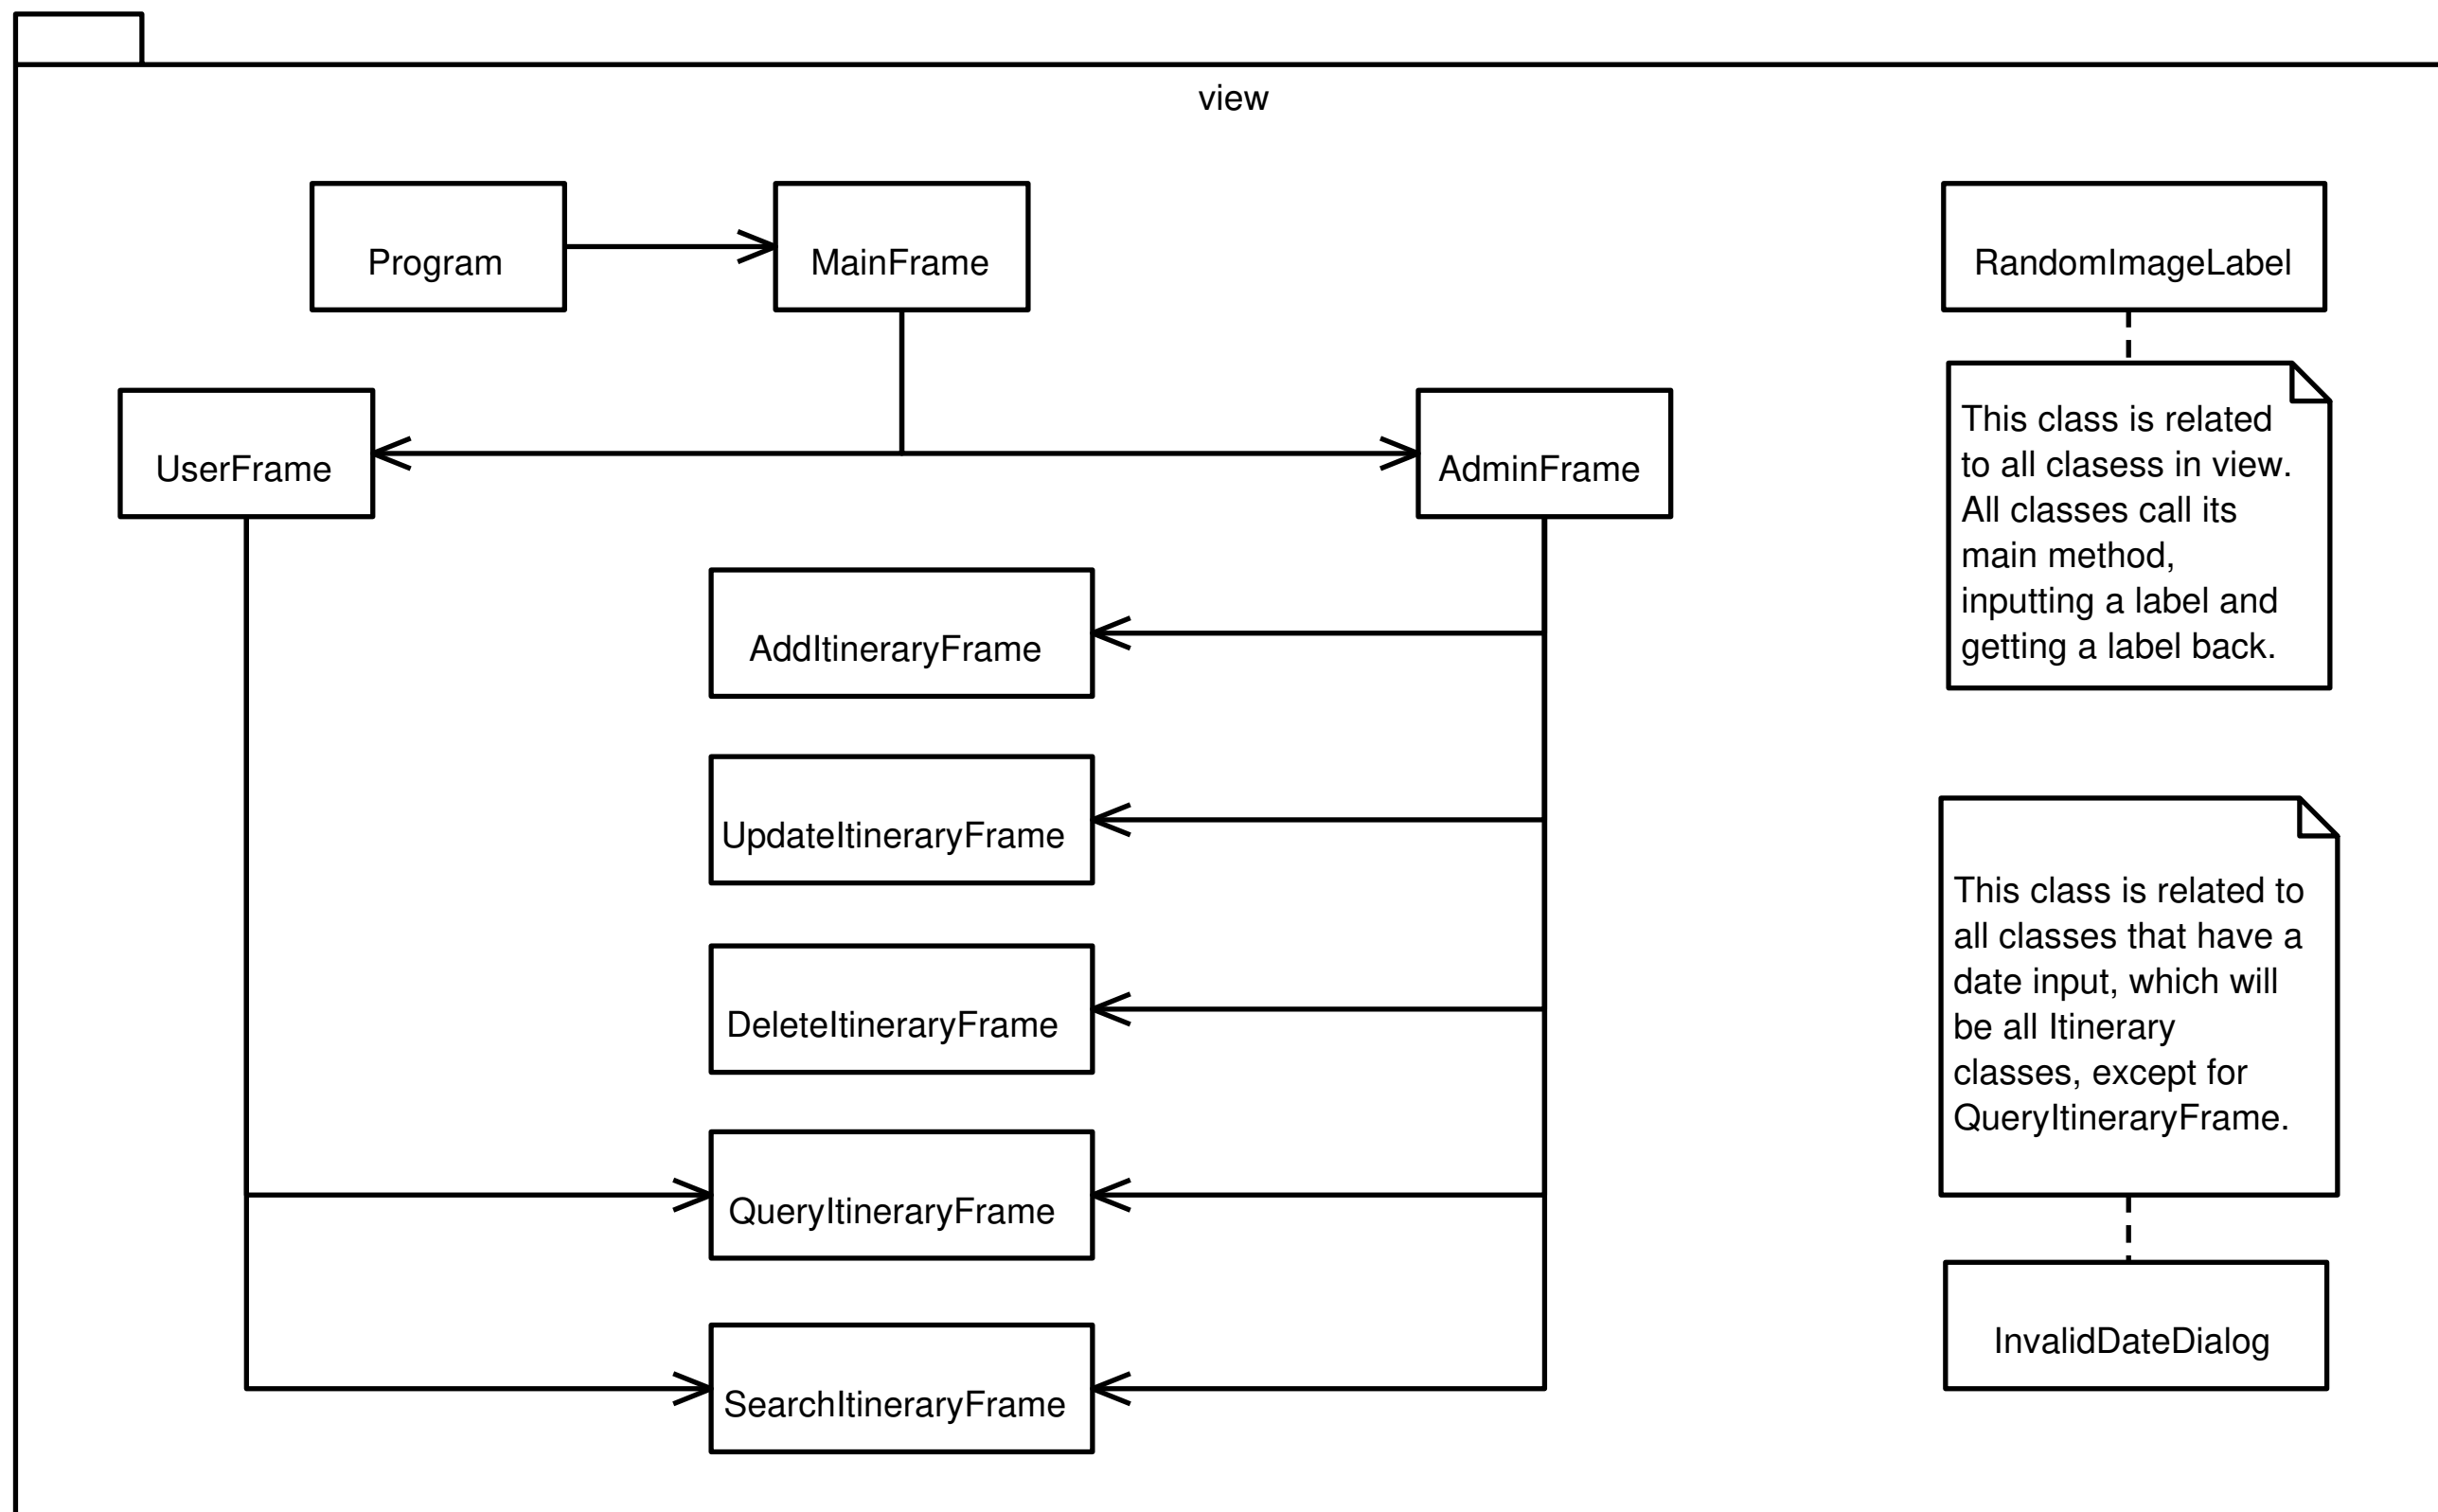 view
Program
MainFrame
RandomImageLabel
UserFrame
AdminFrame
This class is related
to all clasess in view.
All classes call its
main method,
inputting a label and
getting a label back.
AddItineraryFrame
UpdateItineraryFrame
DeleteItineraryFrame
QueryItineraryFrame
SearchItineraryFrame
This class is related to
all classes that have a
date input, which will
be all Itinerary
classes, except for
QueryItineraryFrame.
InvalidDateDialog